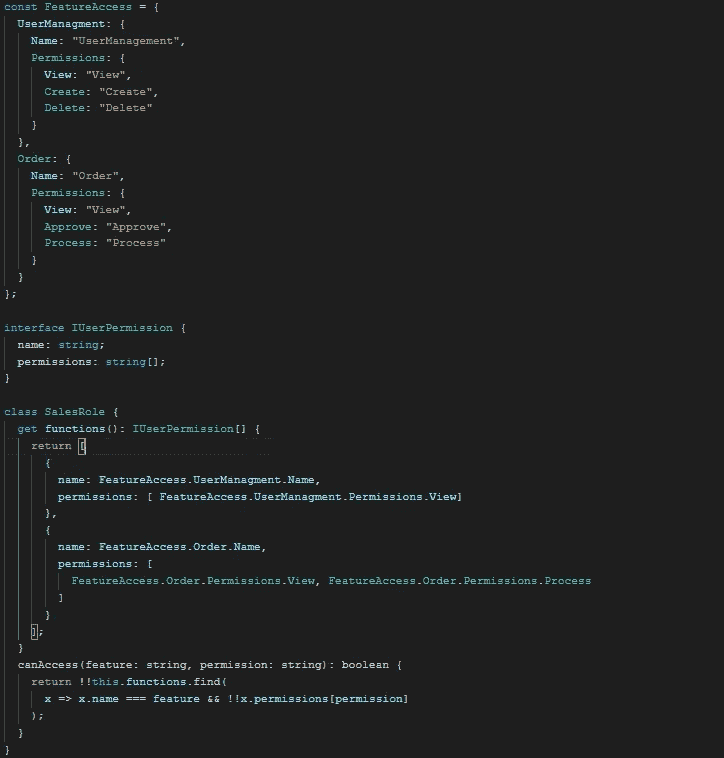 const FeatureAccess = {
UserManagment: {
Name: "UserManagement",
Permissions: {
View: "View",
Create: "Create",
Delete: "Delete"
}
},
Order: {
Name: "Order",
Permissions: {
View: "View",
Approve: "Approve",
Process: "Process"
}
}
};
interface IUserPermission {
name: string;
permissions: string[];
}
class SalesRole {
get functions(): IUserPermission[] {
return [
{
name: FeatureAccess.UserManagment.Name,
permissions: [ FeatureAccess.UserManagment.Permissions.View]
},
{
name: FeatureAccess.Order.Name,
permissions: [
FeatureAccess.Order.Permissions.View, FeatureAccess.Order.Permissions.Process
]
}
];
}
canAccess(feature: string, permission: string): boolean {
return !!this.functions.find(
x => x.name === feature && !!x.permissions[permission]
);
}
}